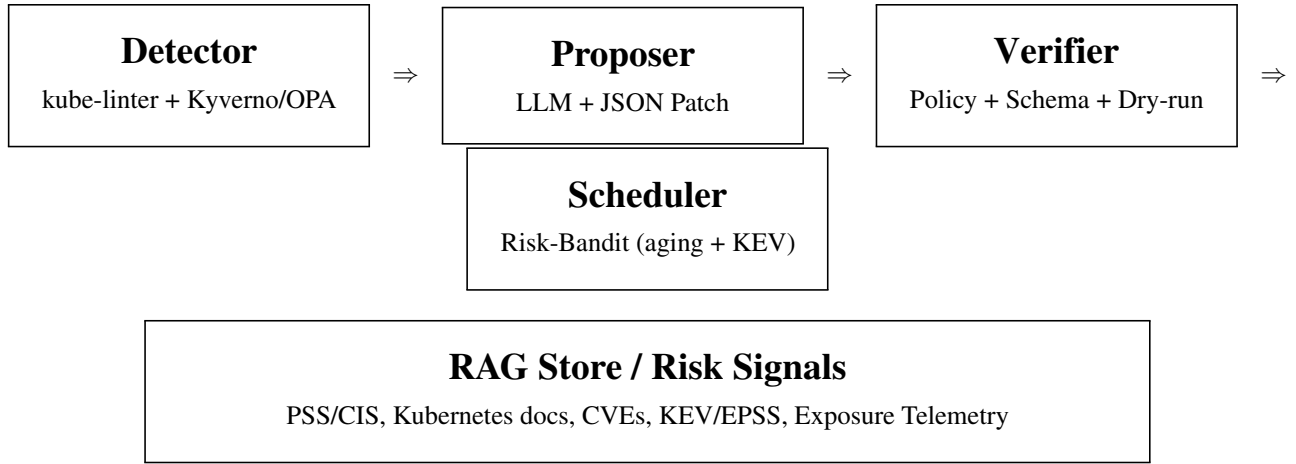 Detector
kube-linter + Kyverno/OPA
⇒
Proposer
LLM + JSON Patch
⇒
Verifier
Policy + Schema + Dry-run
⇒
Scheduler
Risk-Bandit (aging + KEV)
RAG Store / Risk Signals
PSS/CIS, Kubernetes docs, CVEs, KEV/EPSS, Exposure Telemetry